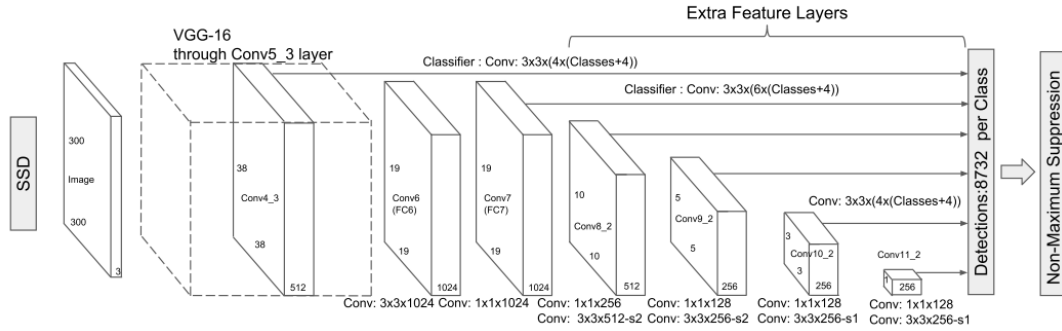 Extra Feature Layers
VGG-16
through Conv5_3 layer
Classifier : Conv: 3x3x(4x(Classes+4))
Classifier : Conv: 3x3x(6x(Classes+4))
SSD
300
Image
300
3
38
Conv4_3
38
512
19
Conv6
(FC6)
19
1024
19
Conv7
(FC7)
19
1024
10
Conv8_2
10
512
5
Conv9_2
5
256
Conv: 3x3x(4x(Classes+4))
3
Conv10_2
3
256
Conv11_2
1
256
Detections:8732 per Class
Non-Maximum Suppression
Conv: 3x3x1024
Conv: 1x1x1024
Conv: 1x1x256
Conv: 3x3x512-s2
Conv: 1x1x128
Conv: 3x3x256-s2
Conv: 1x1x128
Conv: 3x3x256-s1
Conv: 1x1x128
Conv: 3x3x256-s1